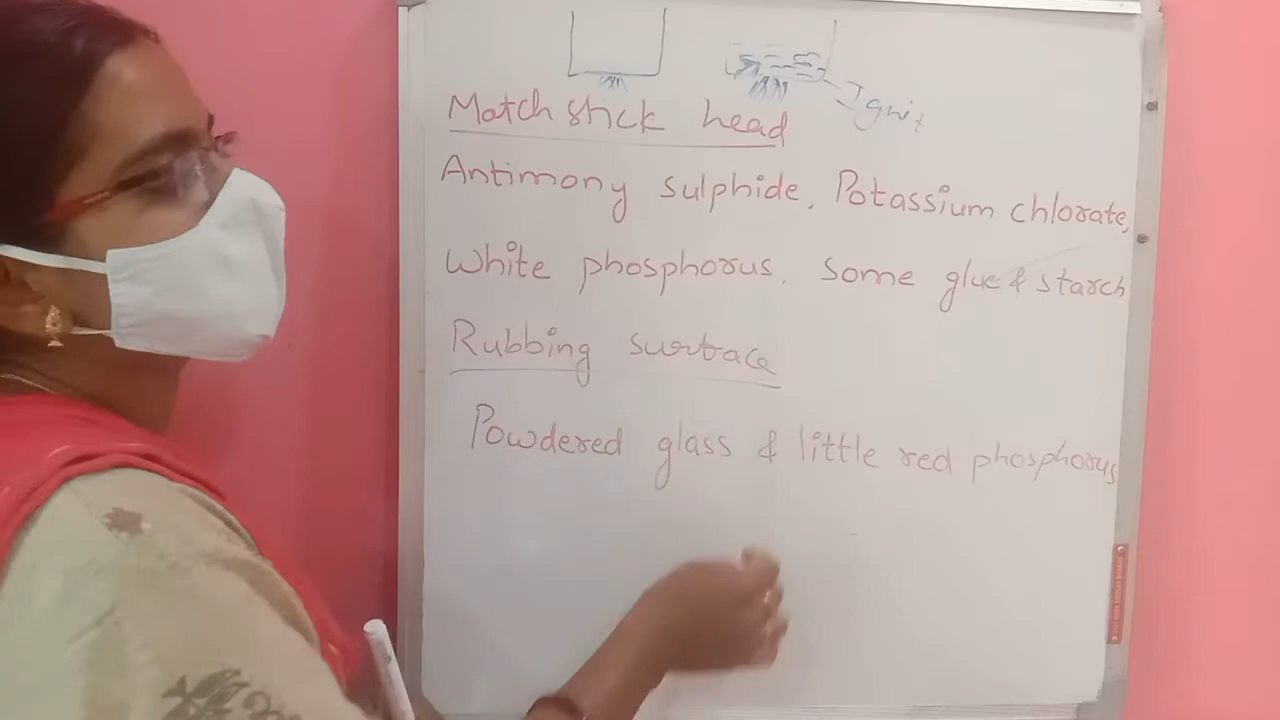 Ignit
Match stick head
Antimony sulphide, Potassium chlorate,
White phosphorus, some glue & starch
Rubbing surface
Powdered glass & little red phosphorus